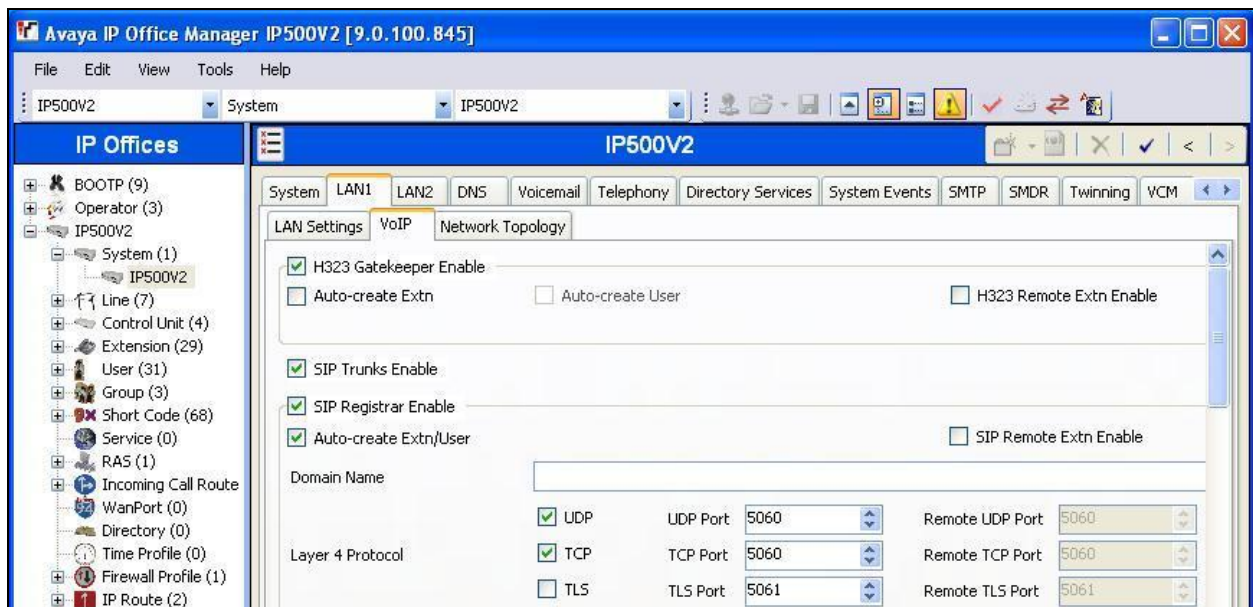 Avaya IP Office Manager IP500V2 [9.0.100.845]
File Edit View Tools Help
IP500V2 System IP500V2
IP Offices
BOOTP (9)
Operator (3)
IP500V2
System (1)
IP500V2
Line (7)
Control Unit (4)
Extension (29)
User (31)
Group (3)
Short Code (68)
Service (0)
RAS (1)
Incoming Call Route
WanPort (0)
Directory (0)
Time Profile (0)
Firewall Profile (1)
IP Route (2)
IP500V2
System LAN1 LAN2 DNS Voicemail Telephony Directory Services System Events SMTP SMDR Twinning VCM
LAN Settings VoIP Network Topology
H323 Gatekeeper Enable
Auto-create Extn Auto-create User H323 Remote Extn Enable
SIP Trunks Enable
SIP Registrar Enable
Auto-create Extn/User SIP Remote Extn Enable
Domain Name
UDP UDP Port 5060 Remote UDP Port 5060
Layer 4 Protocol TCP TCP Port 5060 Remote TCP Port 5060
TLS TLS Port 5061 Remote TLS Port 5061